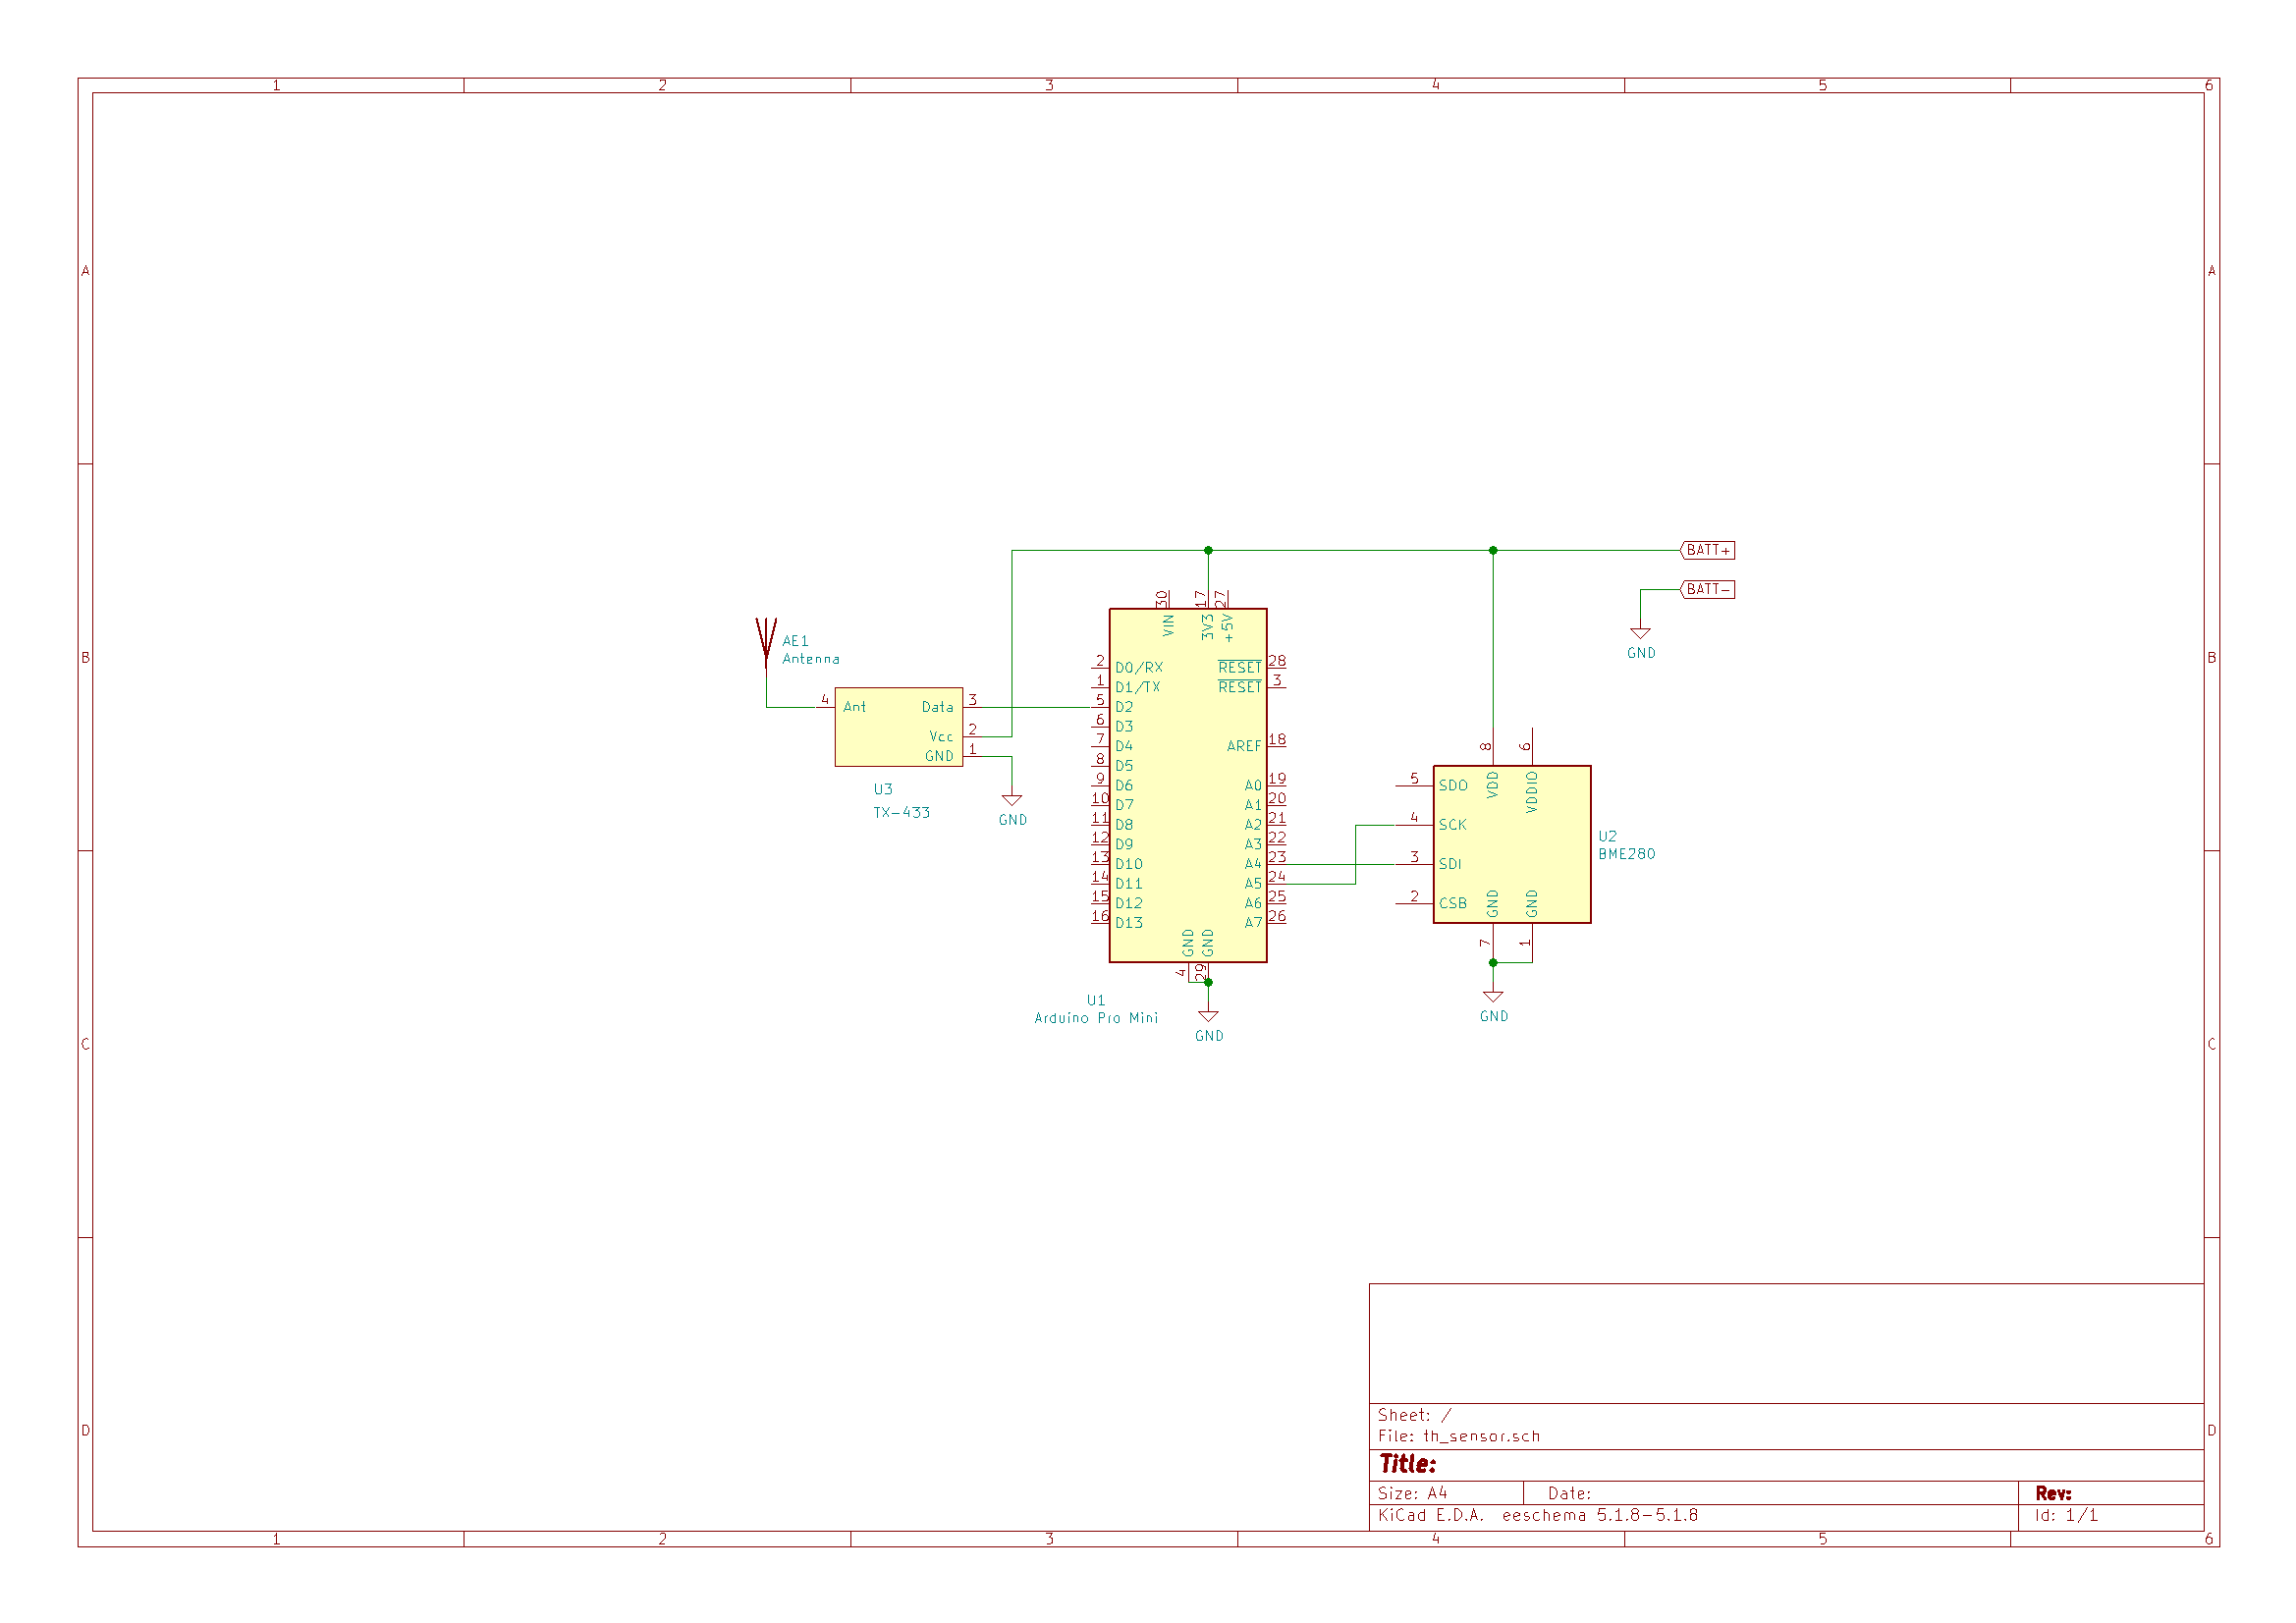 1 2 3 4 5 6
A A
B B
C C
D D
BATT+
BATT-
GND
AE1
Antenna
4 Ant
Data 3
Vcc 2
GND 1
U3
TX-433
GND
30 17 27
VIN 3V3 +5V
2 D0/RX
1 D1/TX
5 D2
6 D3
7 D4
8 D5
9 D6
10 D7
11 D8
12 D9
13 D10
14 D11
15 D12
16 D13
RESET 28
RESET 3
AREF 18
A0 19
A1 20
A2 21
A3 22
A4 23
A5 24
A6 25
A7 26
GND GND
4 29
U1
Arduino Pro Mini
GND
8 6
VDD VDDIO
5 SDO
4 SCK
3 SDI
2 CSB
GND GND
7 1
U2
BME280
GND
Sheet: /
File: th_sensor.sch
Title:
Size: A4 Date: Rev:
KiCad E.D.A. eeschema 5.1.8-5.1.8 Id: 1/1
1 2 3 4 5 6